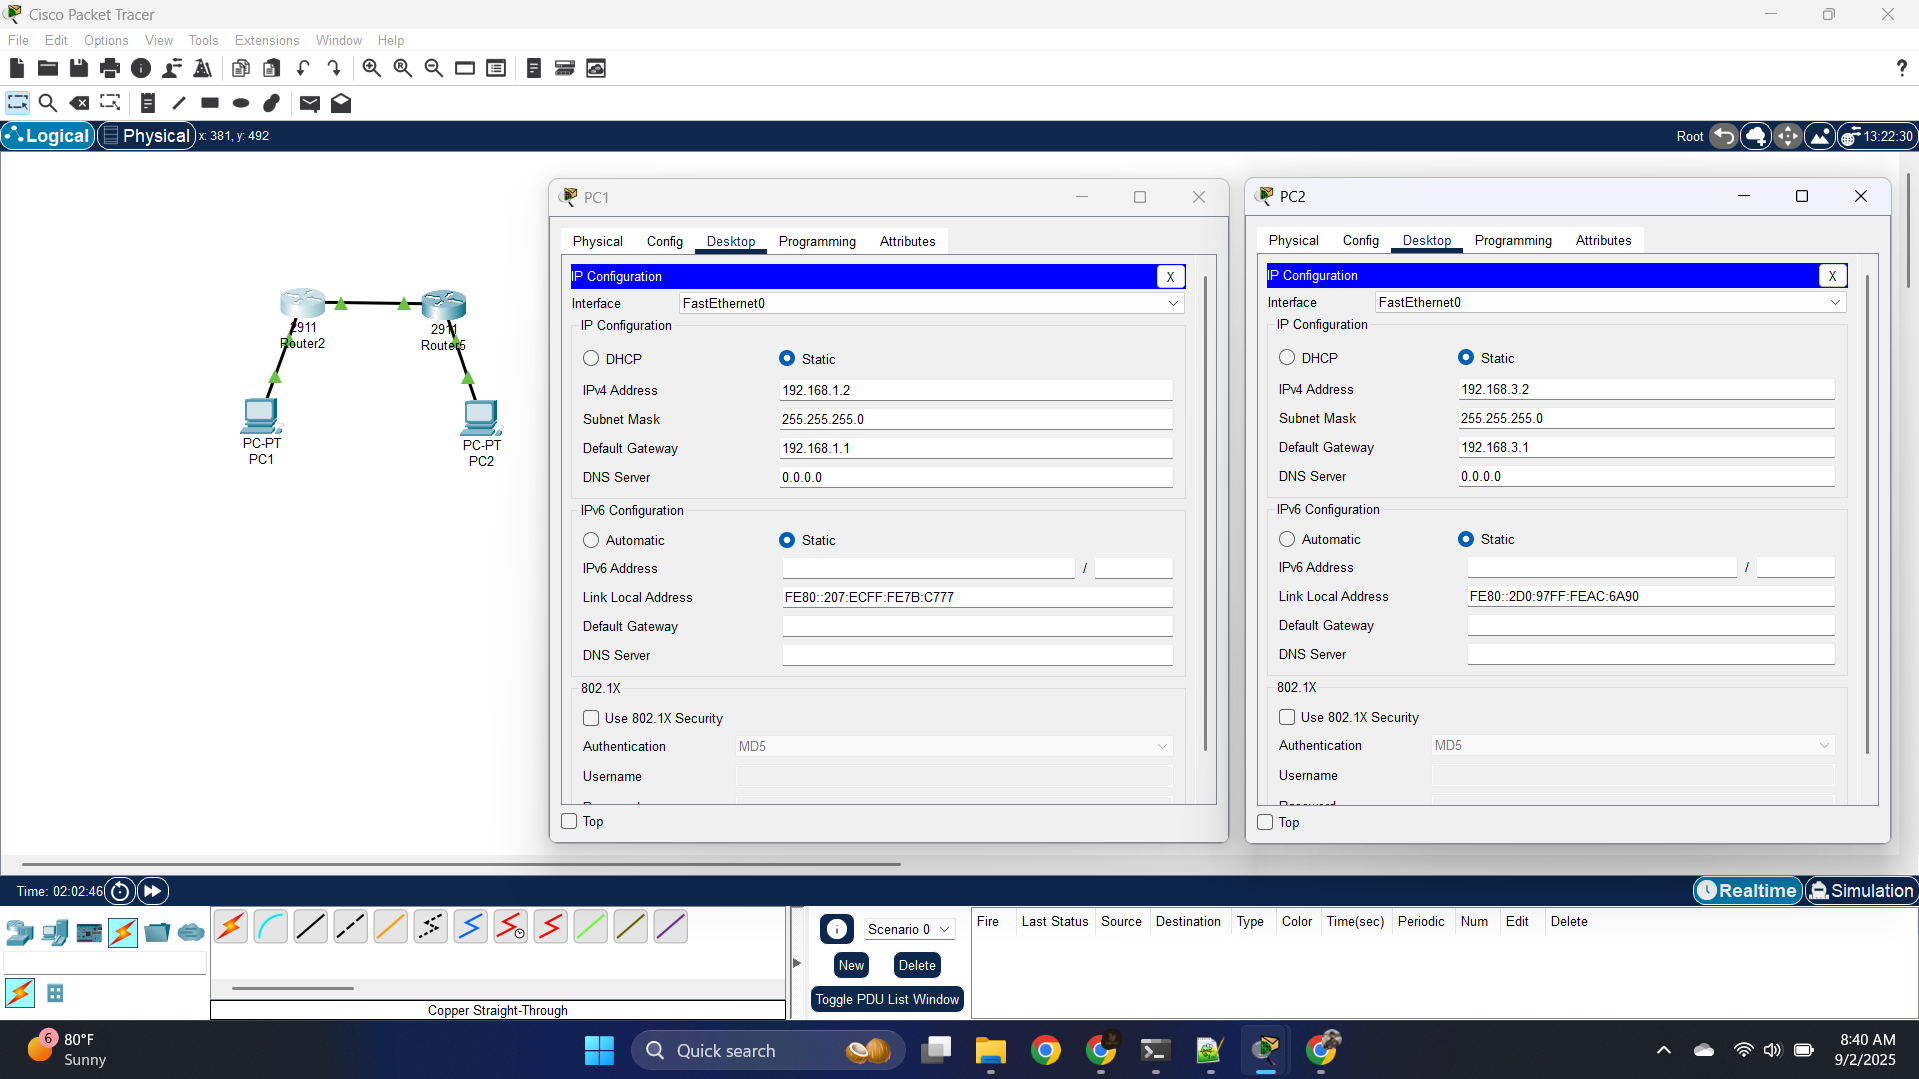 Cisco Packet Tracer
File Edit Options View Tools Extensions Window Help
?
Logical Physical x: 381, y: 492
Root 13:22:30
2911
Router2
2911
Router5
PC-PT
PC1
PC-PT
PC2
PC1
Physical Config Desktop Programming Attributes
IP Configuration X
Interface FastEthernet0
IP Configuration
DHCP Static
IPv4 Address 192.168.1.2
Subnet Mask 255.255.255.0
Default Gateway 192.168.1.1
DNS Server 0.0.0.0
IPv6 Configuration
Automatic Static
IPv6 Address /
Link Local Address FE80::207:ECFF:FE7B:C777
Default Gateway
DNS Server
802.1X
Use 802.1X Security
Authentication MD5
Username
Top
PC2
Physical Config Desktop Programming Attributes
IP Configuration X
Interface FastEthernet0
IP Configuration
DHCP Static
IPv4 Address 192.168.3.2
Subnet Mask 255.255.255.0
Default Gateway 192.168.3.1
DNS Server 0.0.0.0
IPv6 Configuration
Automatic Static
IPv6 Address /
Link Local Address FE80::2D0:97FF:FEAC:6A90
Default Gateway
DNS Server
802.1X
Use 802.1X Security
Authentication MD5
Username
Password
Top
Time: 02:02:46
Realtime Simulation
Copper Straight-Through
Scenario 0
New Delete
Toggle PDU List Window
Fire Last Status Source Destination Type Color Time(sec) Periodic Num Edit Delete
6
80°F
Sunny
Quick search
8:40 AM
9/2/2025